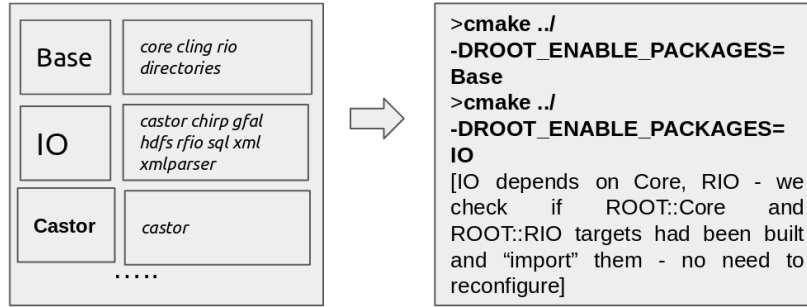 Base
core cling rio
directories
IO
castor chirp gfal
hdfs rfio sql xml
xmlparser
Castor
castor
.....
>cmake ../
-DROOT_ENABLE_PACKAGES=
Base
>cmake ../
-DROOT_ENABLE_PACKAGES=
IO
[IO depends on Core, RIO - we
check if ROOT::Core and
ROOT::RIO targets had been built
and “import” them - no need to
reconfigure]